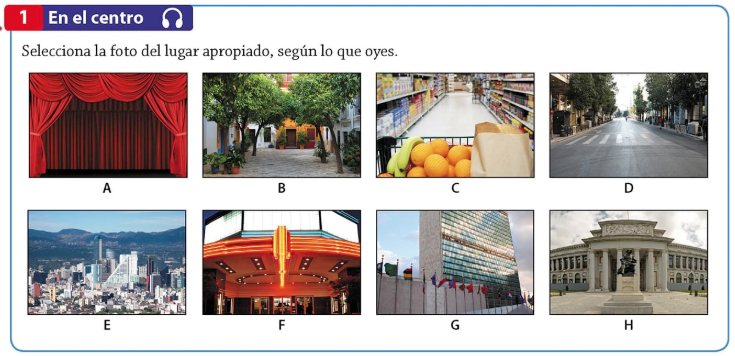 1 En el centro
Selecciona la foto del lugar apropiado, según lo que oyes.
A B C D
E F G H